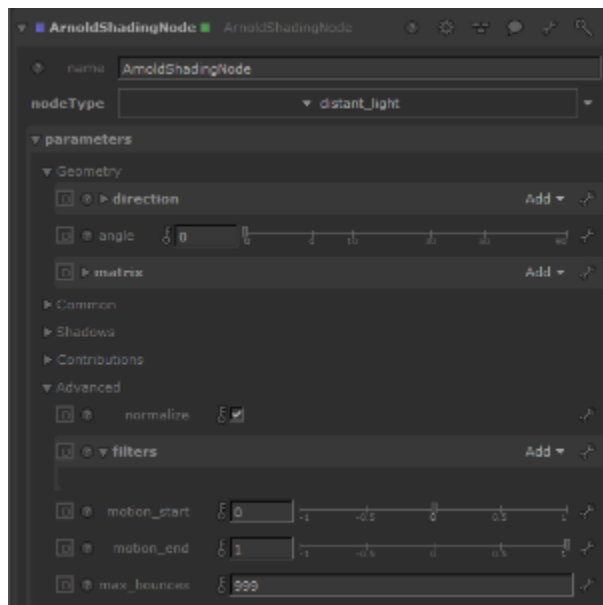 ArnoldShadingNode ArnoldShadingNode
name ArnoldShadingNode
nodeType distant_light
parameters
Geometry
D direction Add
D angle 0
D matrix Add
Common
Shadows
Contributions
Advanced
D normalize
D filters Add
D motion_start 0 -1 -0.5 0 0.5 1
D motion_end 1 -1 -0.5 0 0.5 1
D max_bounces 999